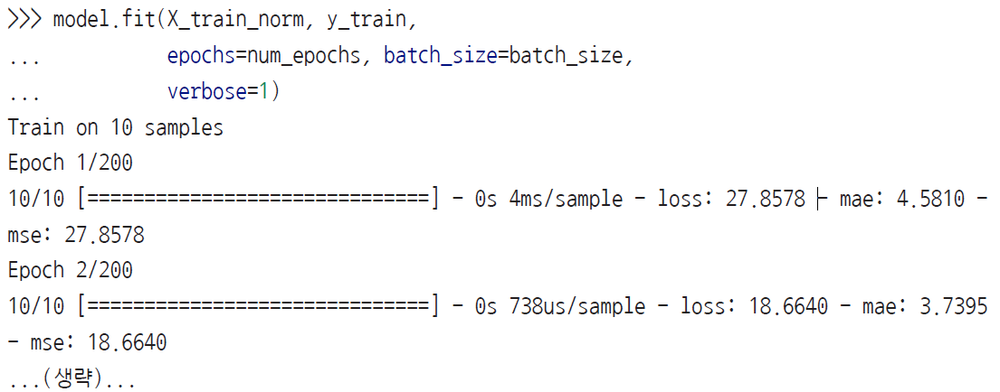 >>> model.fit(X_train_norm, y_train,
...           epochs=num_epochs, batch_size=batch_size,
...           verbose=1)
Train on 10 samples
Epoch 1/200
10/10 [==============================] - 0s 4ms/sample - loss: 27.8578 - mae: 4.5810 -
mse: 27.8578
Epoch 2/200
10/10 [==============================] - 0s 738us/sample - loss: 18.6640 - mae: 3.7395
- mse: 18.6640
...(생략)...